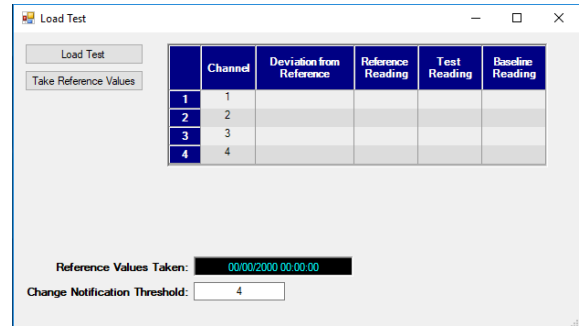 Load Test
Load Test
Take Reference Values
Channel Deviation from Reference Reference Reading Test Reading Baseline Reading
1 1
2 2
3 3
4 4
Reference Values Taken: 00/00/2000 00:00:00
Change Notification Threshold: 4